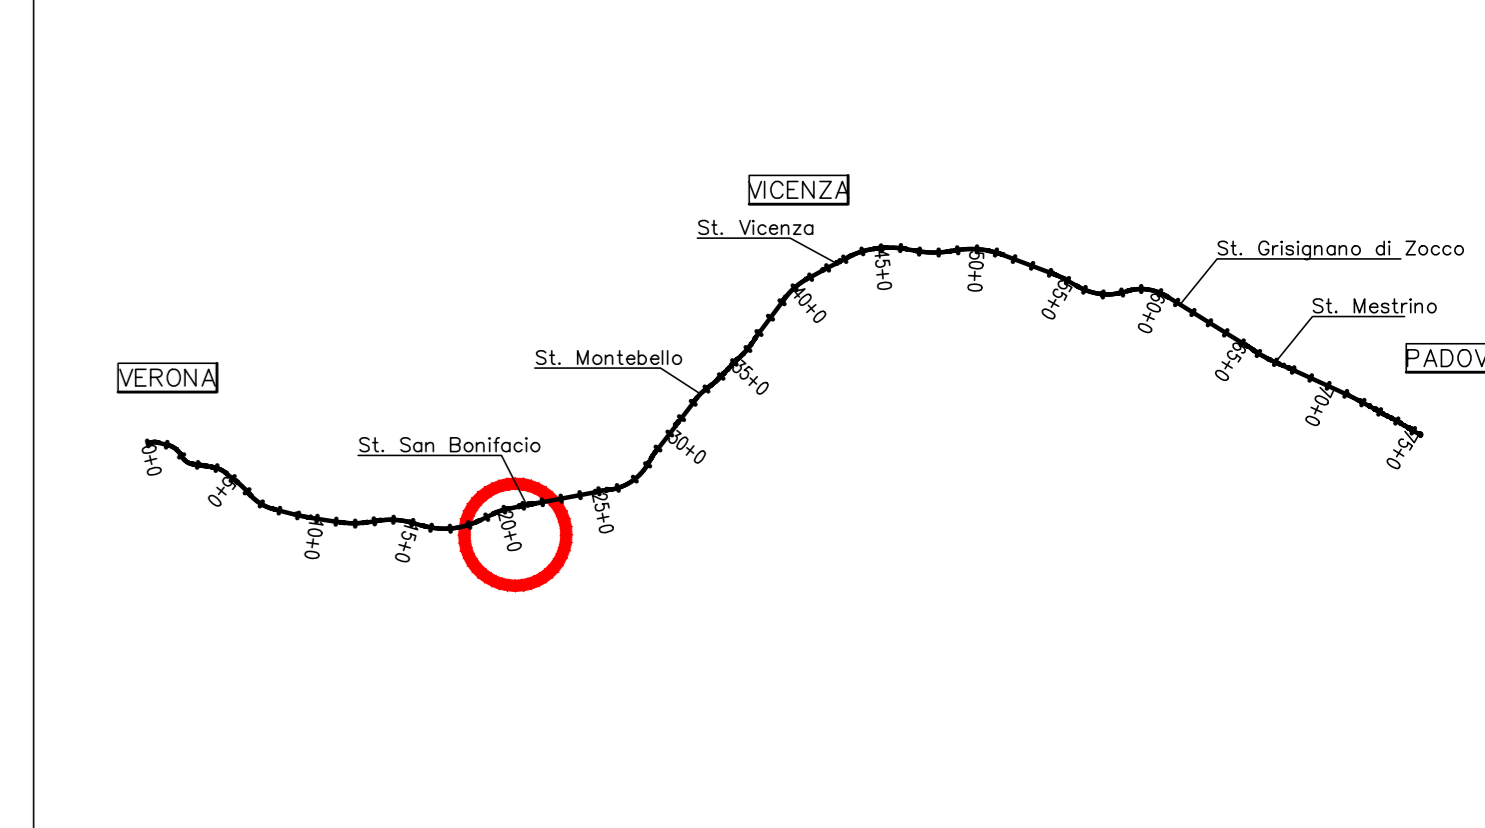 VICENZA
St. Vicenza
St. Grisignano di Zocco
St. Mestrino
PADOV
St. Montebello
VERONA
St. San Bonifacio
0+0
5+0
10+0
15+0
20+0
25+0
30+0
35+0
40+0
45+0
50+0
55+0
60+0
65+0
70+0
75+0